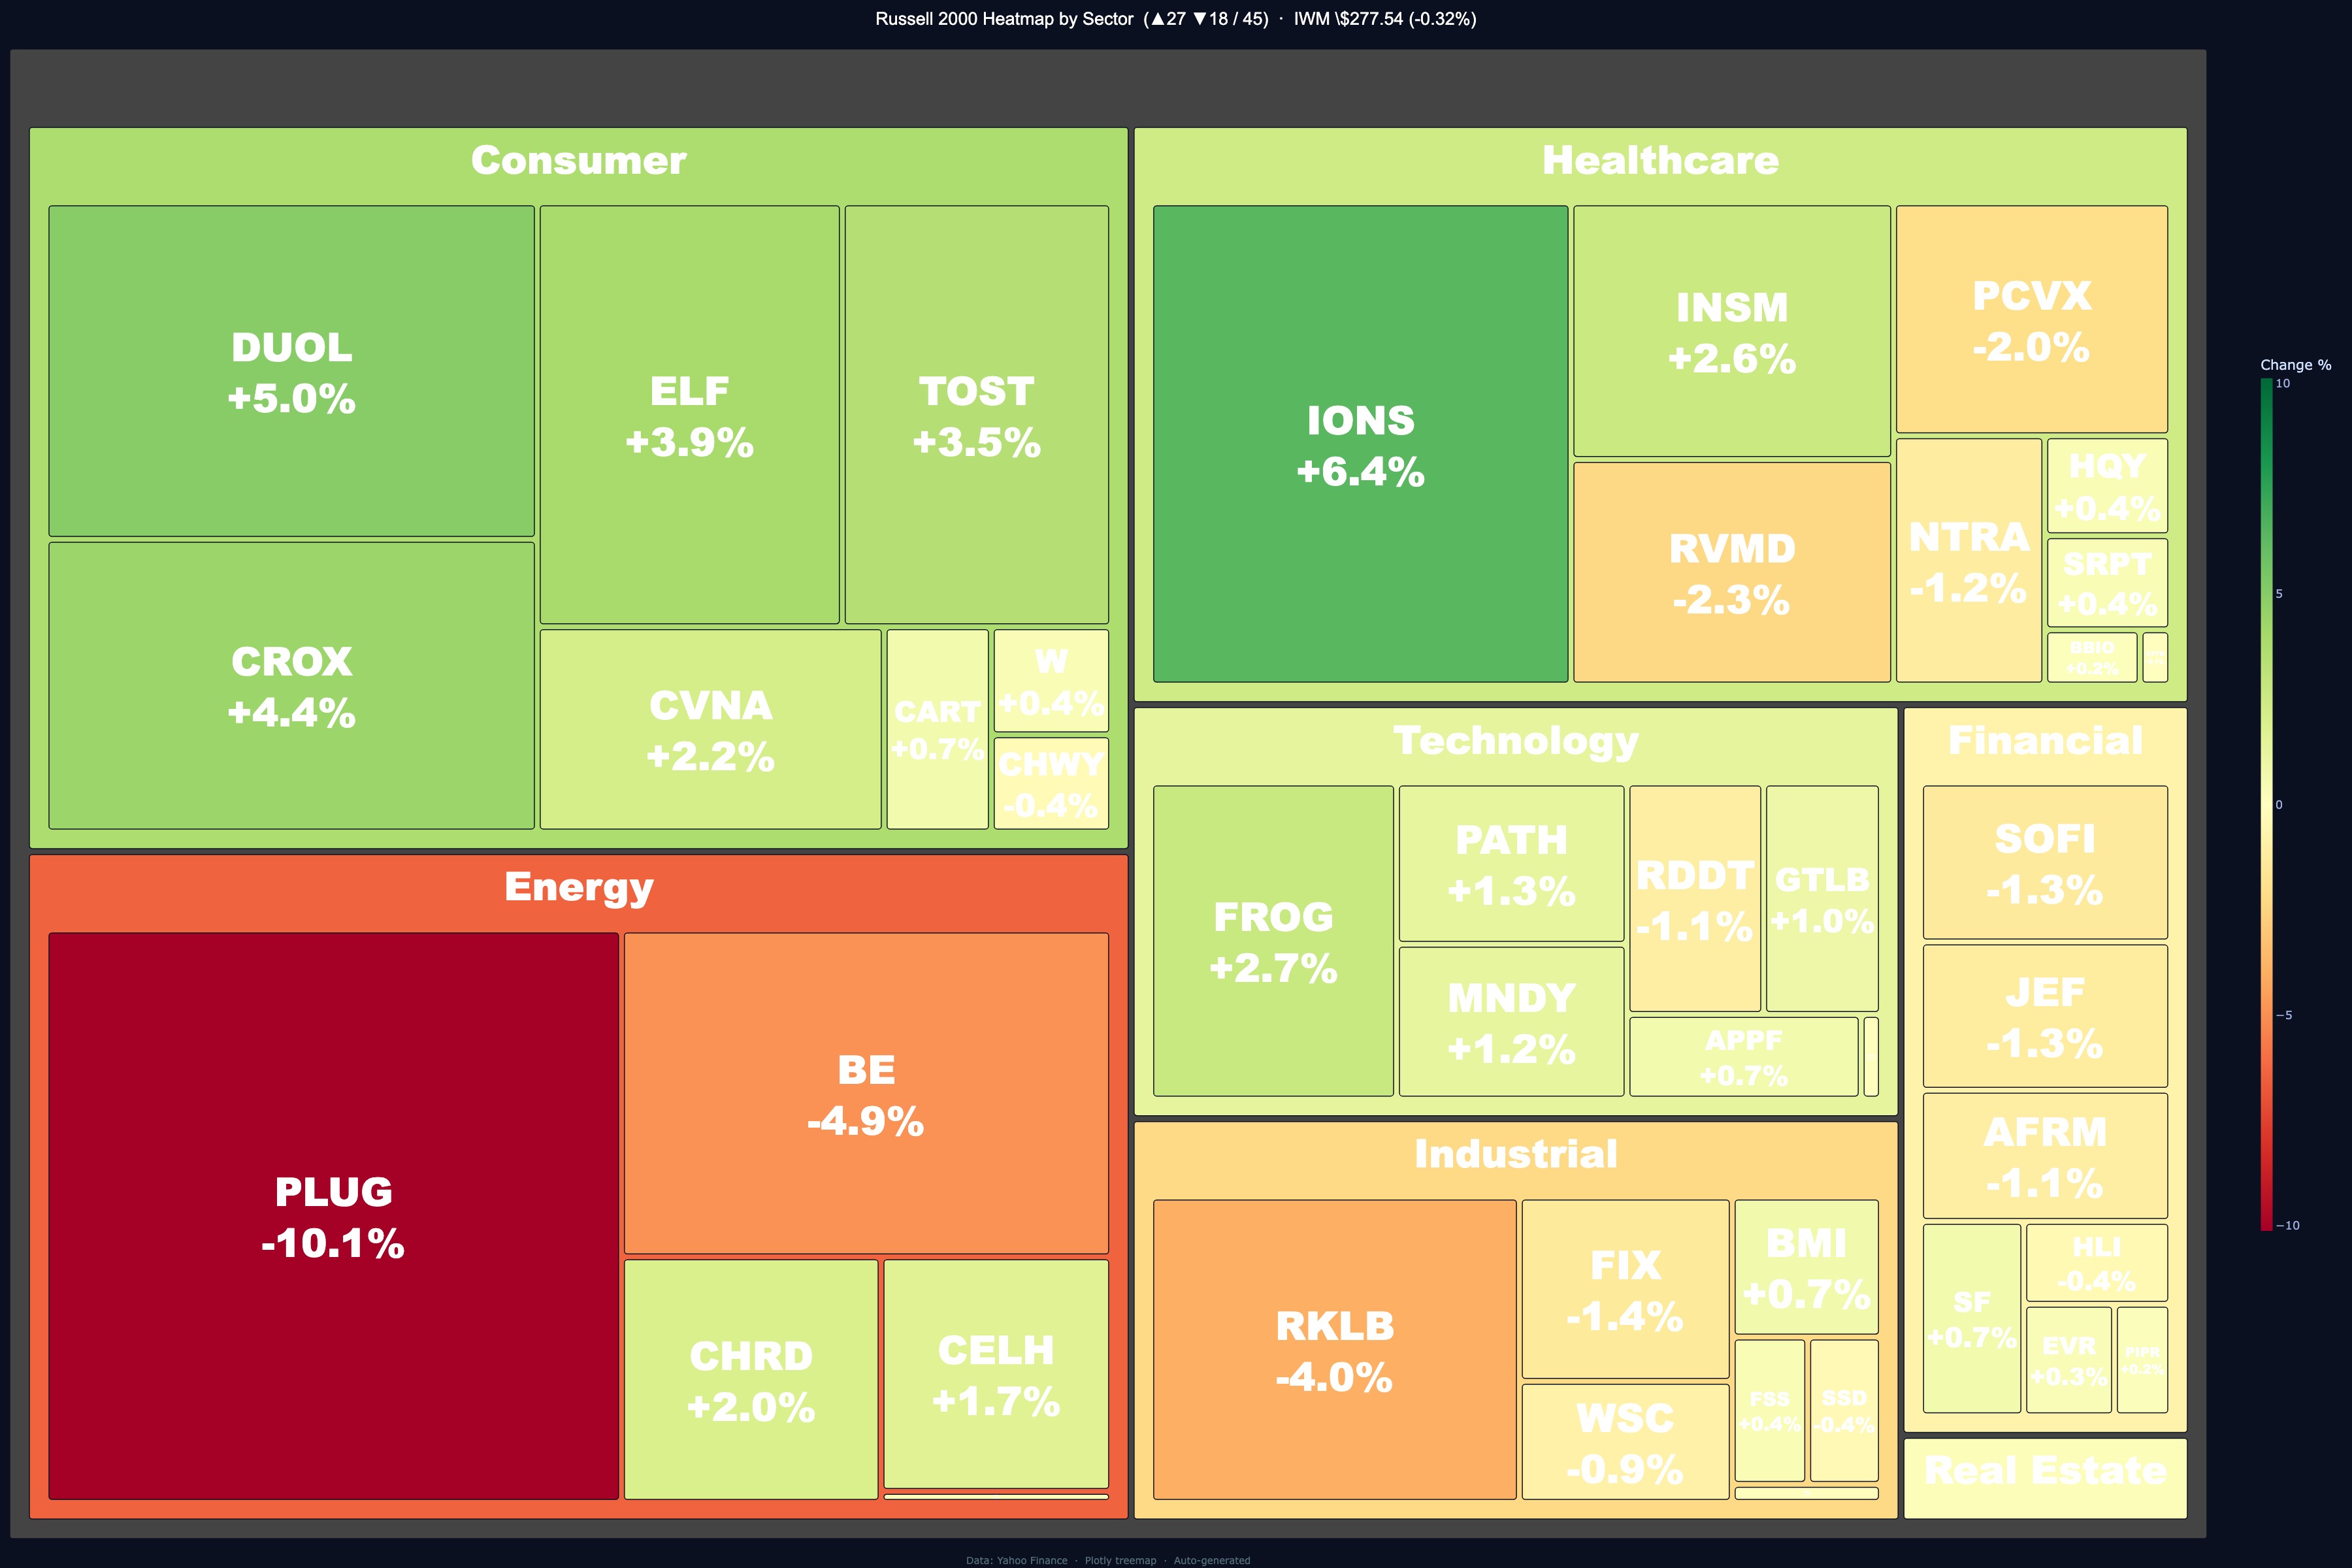 Russell 2000 Heatmap by Sector (▲27 ▼18 / 45) · IWM \$277.54 (-0.32%)
Consumer
DUOL
+5.0%
ELF
+3.9%
TOST
+3.5%
CROX
+4.4%
CVNA
+2.2%
CART
+0.7%
W
+0.4%
CHWY
-0.4%
Healthcare
IONS
+6.4%
INSM
+2.6%
PCVX
-2.0%
RVMD
-2.3%
NTRA
-1.2%
HQY
+0.4%
SRPT
+0.4%
BBIO
+0.2%
Energy
PLUG
-10.1%
BE
-4.9%
CHRD
+2.0%
CELH
+1.7%
Technology
FROG
+2.7%
PATH
+1.3%
MNDY
+1.2%
RDDT
-1.1%
GTLB
+1.0%
APPF
+0.7%
Industrial
RKLB
-4.0%
FIX
-1.4%
WSC
-0.9%
BMI
+0.7%
FSS
+0.4%
SSD
-0.4%
Financial
SOFI
-1.3%
JEF
-1.3%
AFRM
-1.1%
SF
+0.7%
HLI
-0.4%
EVR
+0.3%
PIPR
+0.2%
Real Estate
Change %
10
5
0
−5
−10
Data: Yahoo Finance · Plotly treemap · Auto-generated